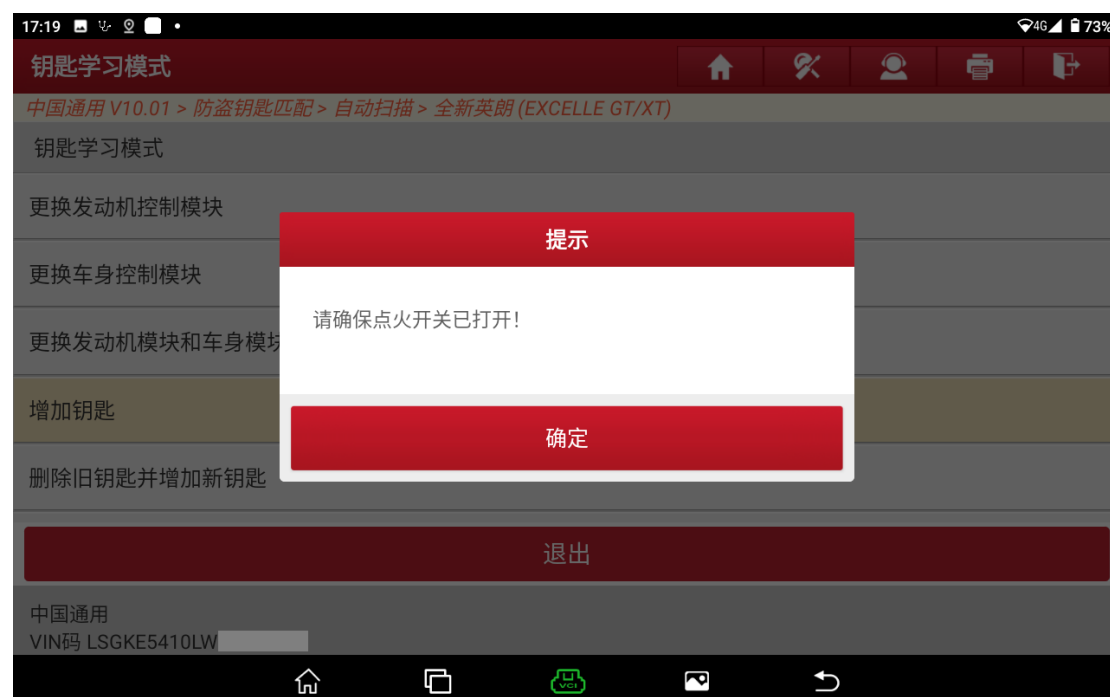 17:19
4G 73%
钥匙学习模式
中国通用 V10.01 > 防盗钥匙匹配 > 自动扫描 > 全新英朗 (EXCELLE GT/XT)
钥匙学习模式
更换发动机控制模块
提示
更换车身控制模块
请确保点火开关已打开!
更换发动机模块和车身模块
增加钥匙
确定
删除旧钥匙并增加新钥匙
退出
中国通用
VIN码 LSGKE5410LW
VCI